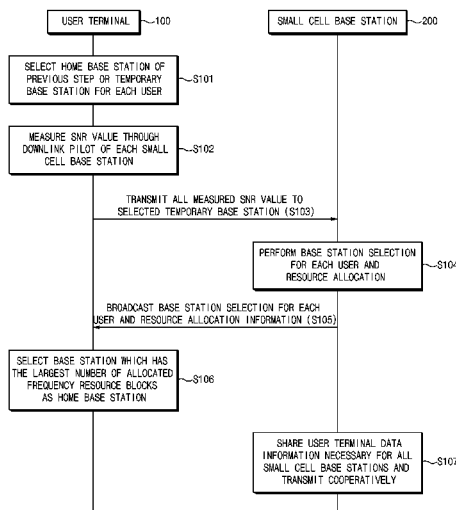 USER TERMINAL
100
SMALL CELL BASE STATION
200
SELECT HOME BASE STATION OF
PREVIOUS STEP OR TEMPORARY
BASE STATION FOR EACH USER
S101
MEASURE SNR VALUE THROUGH
DOWNLINK PILOT OF EACH SMALL
CELL BASE STATION
S102
TRANSMIT ALL MEASURED SNR VALUE TO
SELECTED TEMPORARY BASE STATION (S103)
PERFORM BASE STATION SELECTION
FOR EACH USER AND
RESOURCE ALLOCATION
S104
BROADCAST BASE STATION SELECTION FOR EACH
USER AND RESOURCE ALLOCATION INFORMATION (S105)
SELECT BASE STATION WHICH HAS
THE LARGEST NUMBER OF ALLOCATED
FREQUENCY RESOURCE BLOCKS
AS HOME BASE STATION
S106
SHARE USER TERMINAL DATA
INFORMATION NECESSARY FOR ALL
SMALL CELL BASE STATIONS AND
TRANSMIT COOPERATIVELY
S107